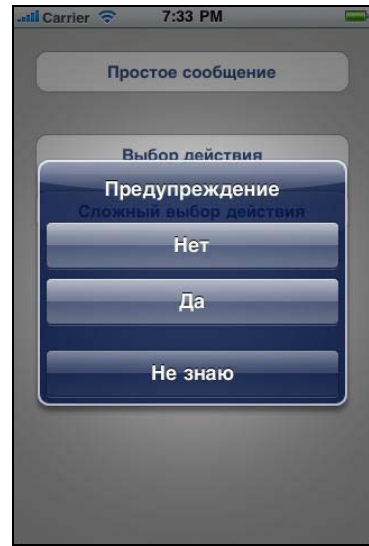 Carrier 7:33 PM
Простое сообщение
Выбор действия
Предупреждение
Сложный выбор действия
Нет
Да
Не знаю